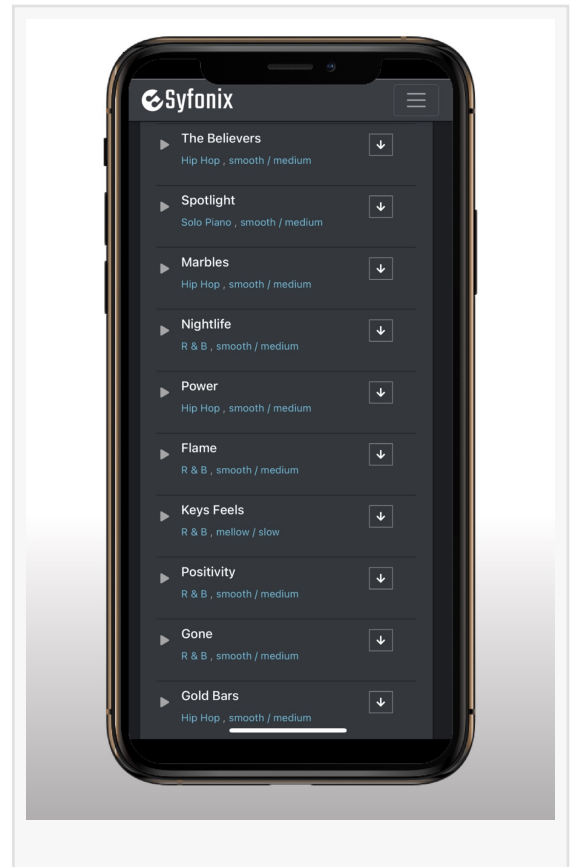 Syfonix
The Believers
Hip Hop , smooth / medium
Spotlight
Solo Piano , smooth / medium
Marbles
Hip Hop , smooth / medium
Nightlife
R & B , smooth / medium
Power
Hip Hop , smooth / medium
Flame
R & B , smooth / medium
Keys Feels
R & B , mellow / slow
Positivity
R & B , smooth / medium
Gone
R & B , smooth / medium
Gold Bars
Hip Hop , smooth / medium